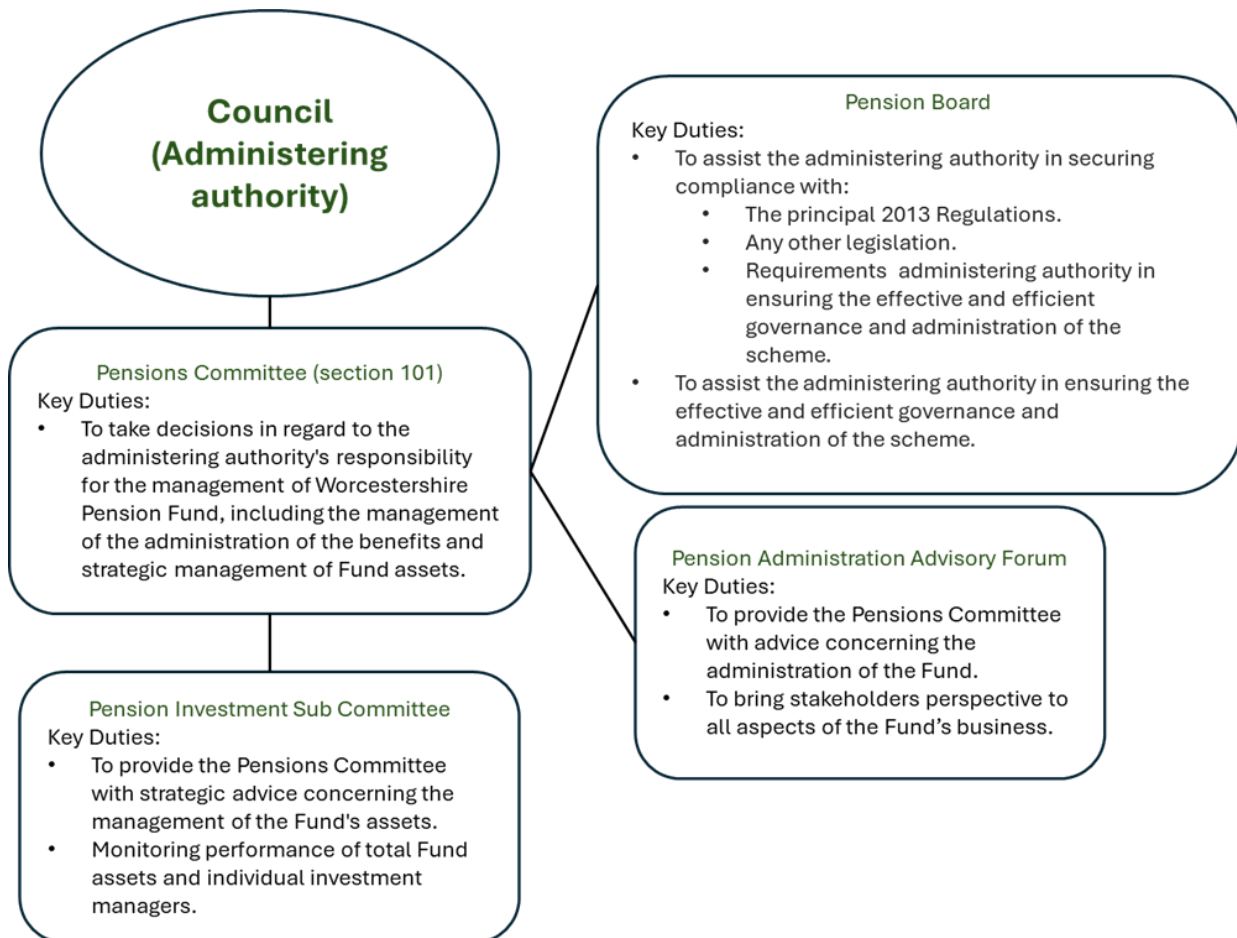 Council
(Administering
authority)
Pensions Committee (section 101)
Key Duties:
• To take decisions in regard to the
administering authority's responsibility
for the management of Worcestershire
Pension Fund, including the management
of the administration of the benefits and
strategic management of Fund assets.
Pension Investment Sub Committee
Key Duties:
• To provide the Pensions Committee
with strategic advice concerning the
management of the Fund's assets.
• Monitoring performance of total Fund
assets and individual investment
managers.
Pension Board
Key Duties:
• To assist the administering authority in securing
compliance with:
• The principal 2013 Regulations.
• Any other legislation.
• Requirements  administering authority in
ensuring the effective and efficient
governance and administration of the
scheme.
• To assist the administering authority in ensuring the
effective and efficient governance and
administration of the scheme.
Pension Administration Advisory Forum
Key Duties:
• To provide the Pensions Committee
with advice concerning the
administration of the Fund.
• To bring stakeholders perspective to
all aspects of the Fund’s business.